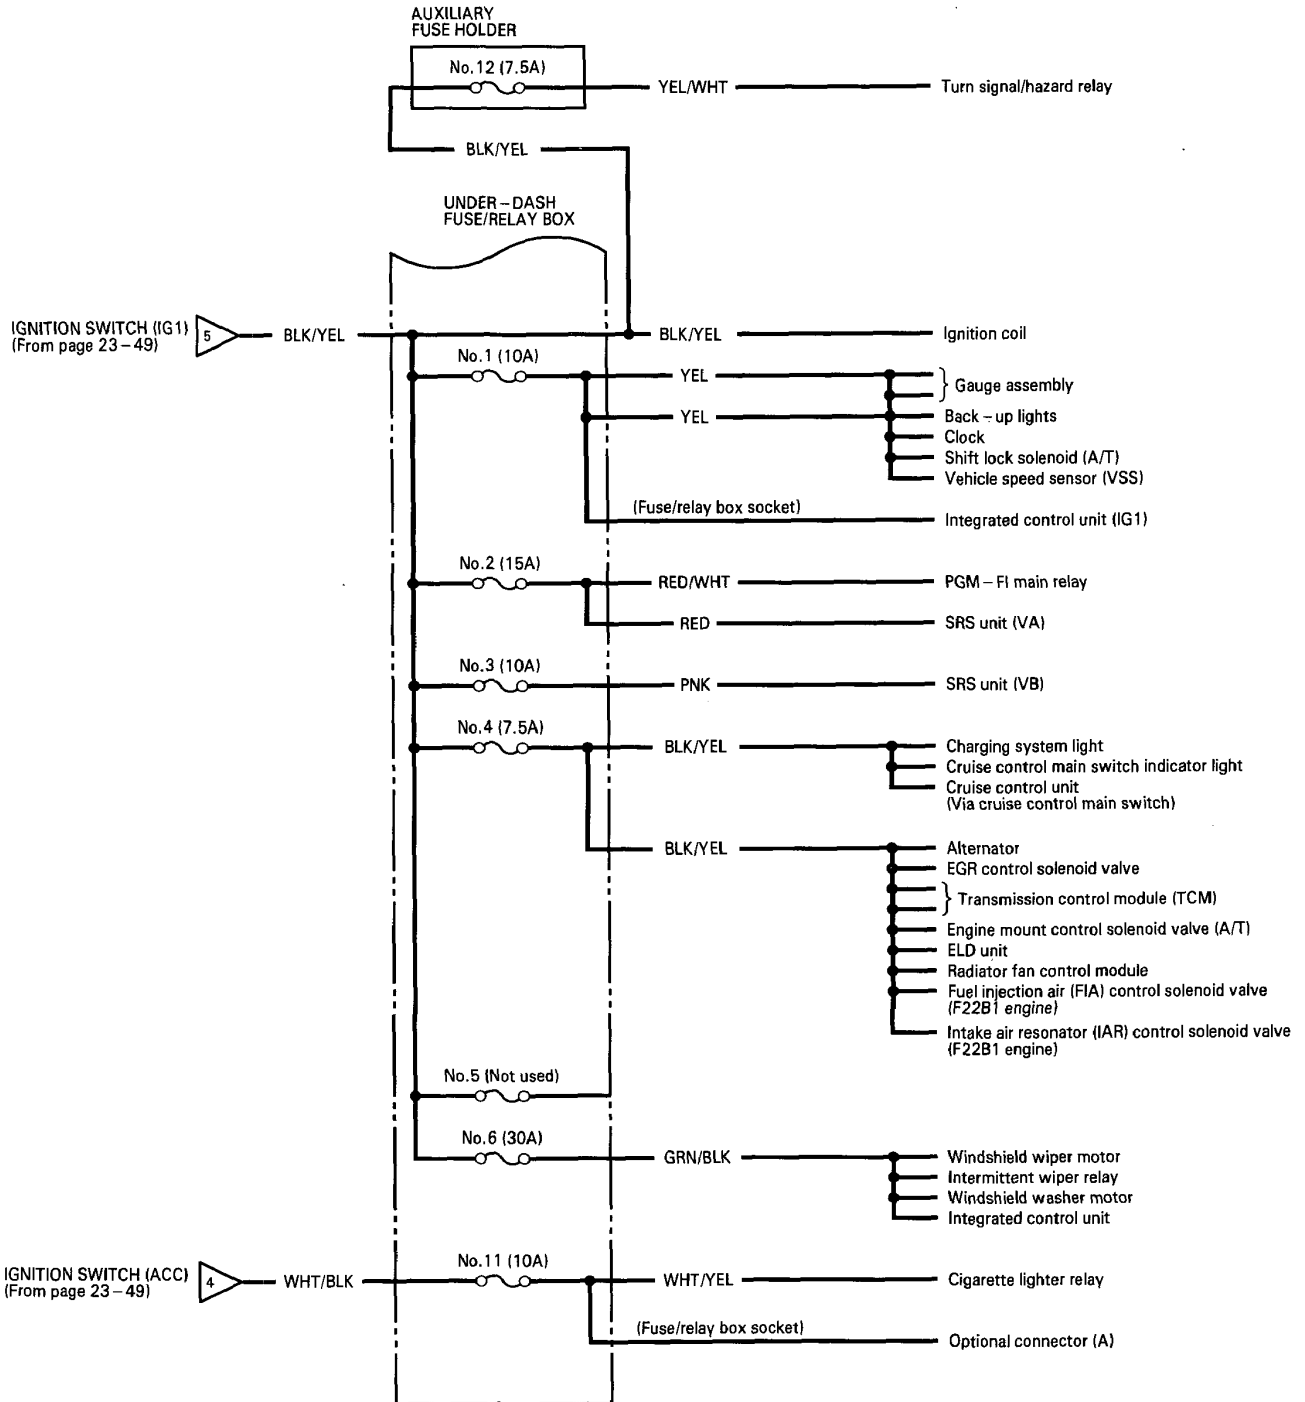 AUXILIARY
FUSE HOLDER
No.12 (7.5A)
YEL/WHT
Turn signal/hazard relay
BLK/YEL
UNDER – DASH
FUSE/RELAY BOX
IGNITION SWITCH (IG1)
(From page 23 – 49)
5
BLK/YEL
BLK/YEL
Ignition coil
No.1 (10A)
YEL
Gauge assembly
YEL
Back – up lights
Clock
Shift lock solenoid (A/T)
Vehicle speed sensor (VSS)
(Fuse/relay box socket)
Integrated control unit (IG1)
No.2 (15A)
RED/WHT
PGM – FI main relay
RED
SRS unit (VA)
No.3 (10A)
PNK
SRS unit (VB)
No.4 (7.5A)
BLK/YEL
Charging system light
Cruise control main switch indicator light
Cruise control unit
(Via cruise control main switch)
BLK/YEL
Alternator
EGR control solenoid valve
Transmission control module (TCM)
Engine mount control solenoid valve (A/T)
ELD unit
Radiator fan control module
Fuel injection air (FIA) control solenoid valve
(F22B1 engine)
Intake air resonator (IAR) control solenoid valve
(F22B1 engine)
No.5 (Not used)
No.6 (30A)
GRN/BLK
Windshield wiper motor
Intermittent wiper relay
Windshield washer motor
Integrated control unit
IGNITION SWITCH (ACC)
(From page 23 – 49)
4
WHT/BLK
No.11 (10A)
WHT/YEL
Cigarette lighter relay
(Fuse/relay box socket)
Optional connector (A)